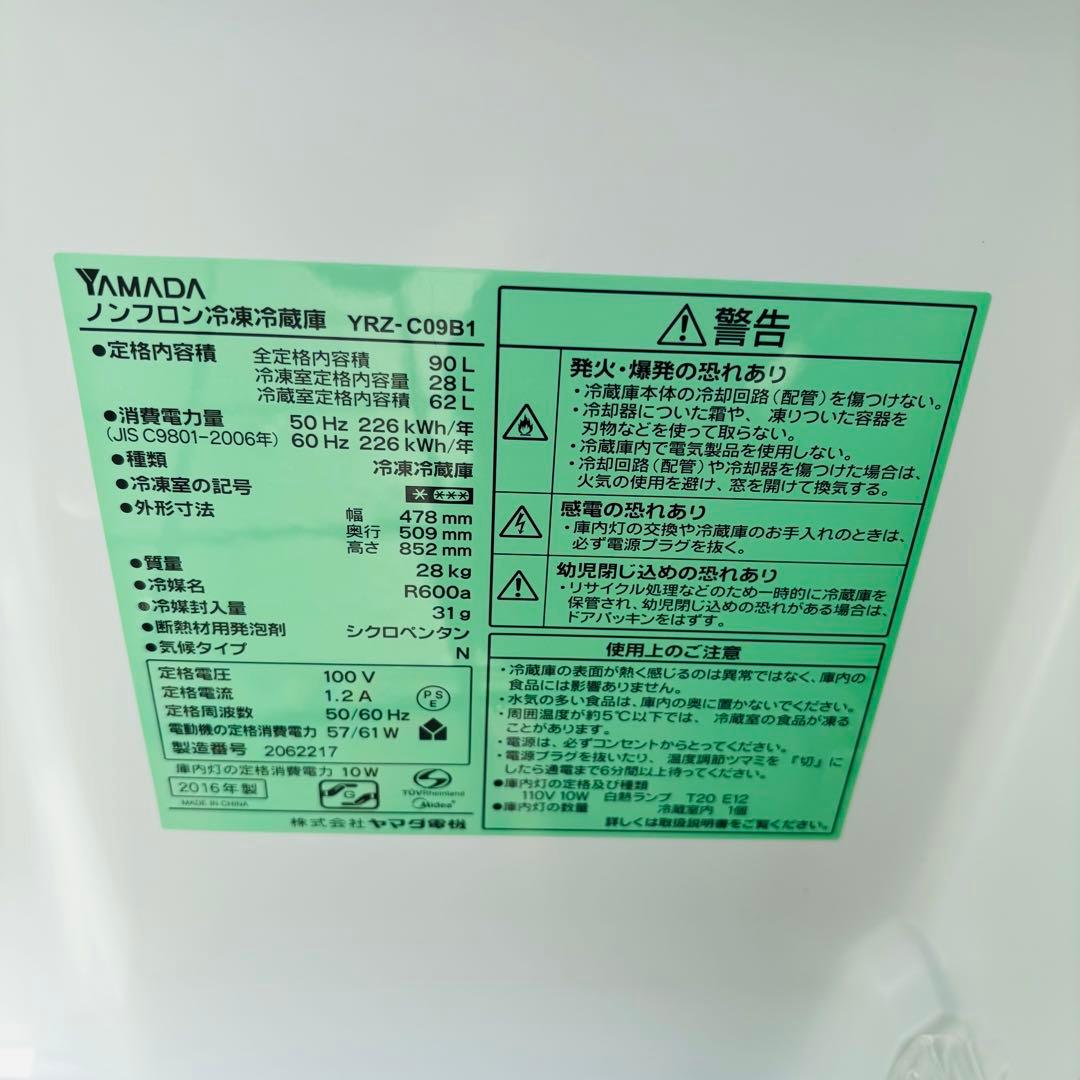 YAMADA
ノンフロン冷凍冷蔵庫 YRZ-C09B1
●定格内容積 全定格内容積 90 L
冷凍室定格内容量 28 L
冷蔵室定格内容積 62 L
●消費電力量 50 Hz 226 kWh/年
(JIS C9801-2006年) 60 Hz 226 kWh/年
●種類 冷凍冷蔵庫
●冷凍室の記号
●外形寸法 幅 478 mm
奥行 509 mm
高さ 852 mm
●質量 28 kg
●冷媒名 R600a
●冷媒封入量 31 g
●断熱材用発泡剤 シクロペンタン
●気候タイプ N
定格電圧 100 V
定格電流 1.2 A
定格周波数 50/60 Hz
電動機の定格消費電力 57/61 W
製造番号 2062217
PS
E
庫内灯の定格消費電力 10 W
2016年 製
MADE IN CHINA
G
TÜVRheinland
Midea
株式会社ヤマダ電機
警告
発火・爆発の恐れあり
・冷蔵庫本体の冷却回路(配管)を傷つけない。
・冷却器についた霜や、凍りついた容器を
刃物などを使って取らない。
・冷蔵庫内で電気製品を使用しない。
・冷却回路(配管)や冷却器を傷つけた場合は、
火気の使用を避け、窓を開けて換気する。
感電の恐れあり
・庫内灯の交換や冷蔵庫のお手入れのときは、
必ず電源プラグを抜く。
幼児閉じ込めの恐れあり
・リサイクル処理などのため一時的に冷蔵庫を
保管され、幼児閉じ込めの恐れがある場合は、
ドアパッキンをはずす。
使用上のご注意
・冷蔵庫の表面が熱く感じるのは異常ではなく、庫内の
食品には影響ありません。
・水気の多い食品は、庫内の奥に置かないでください。
・周囲温度が約5℃以下では、冷蔵室の食品が凍る
ことがあります。
・電源は、必ずコンセントからとってください。
・電源プラグを抜いたり、温度調節ツマミを『切』に
したら通電まで6分間以上待ってください。
●庫内灯の定格及び種類
110V 10W 白熱ランプ T20 E12
●庫内灯の数量 冷蔵室内 1個
詳しくは取扱説明書をご覧ください。